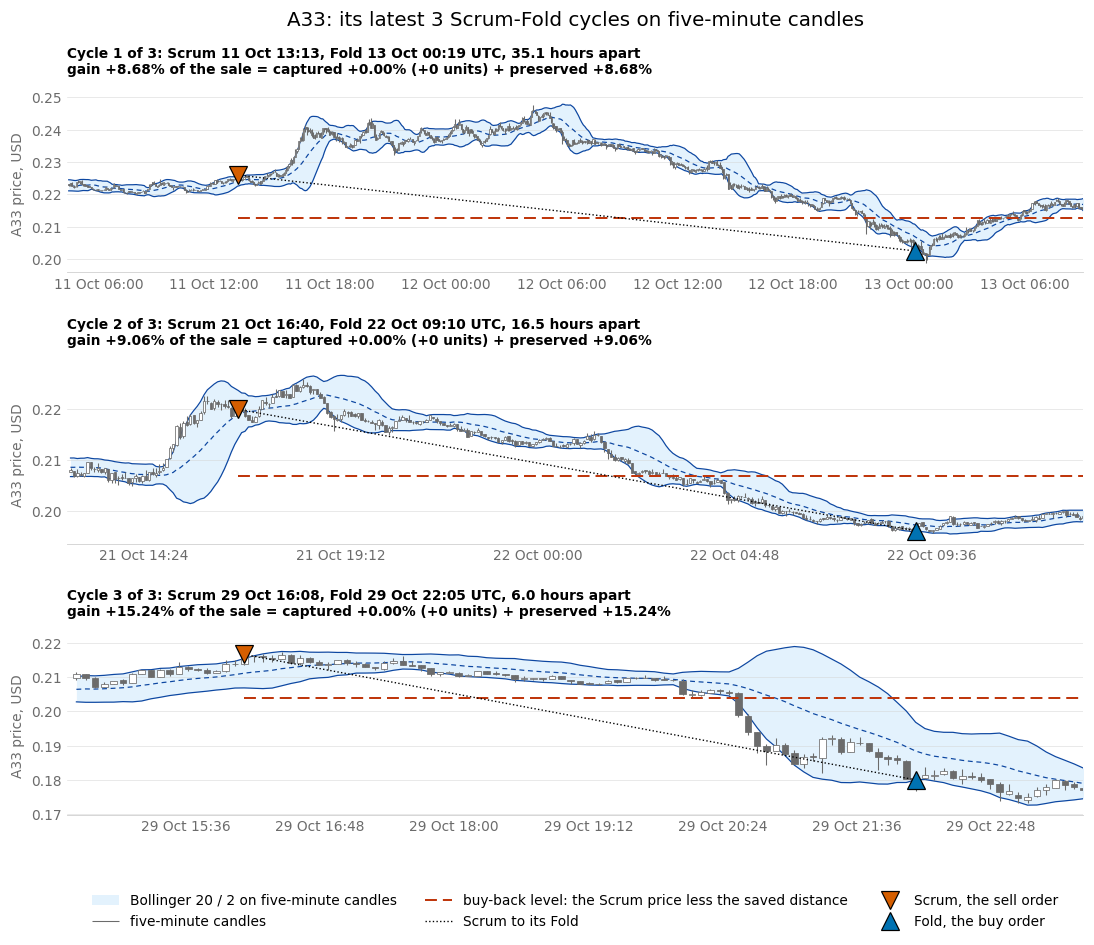 A33: its latest 3 Scrum-Fold cycles on five-minute candles
Cycle 1 of 3: Scrum 11 Oct 13:13, Fold 13 Oct 00:19 UTC, 35.1 hours apart
gain +8.68% of the sale = captured +0.00% (+0 units) + preserved +8.68%
A33 price, USD
0.25
0.24
0.23
0.22
0.21
0.20
11 Oct 06:00 11 Oct 12:00 11 Oct 18:00 12 Oct 00:00 12 Oct 06:00 12 Oct 12:00 12 Oct 18:00 13 Oct 00:00 13 Oct 06:00
Cycle 2 of 3: Scrum 21 Oct 16:40, Fold 22 Oct 09:10 UTC, 16.5 hours apart
gain +9.06% of the sale = captured +0.00% (+0 units) + preserved +9.06%
A33 price, USD
0.22
0.21
0.20
21 Oct 14:24 21 Oct 19:12 22 Oct 00:00 22 Oct 04:48 22 Oct 09:36
Cycle 3 of 3: Scrum 29 Oct 16:08, Fold 29 Oct 22:05 UTC, 6.0 hours apart
gain +15.24% of the sale = captured +0.00% (+0 units) + preserved +15.24%
A33 price, USD
0.22
0.21
0.20
0.19
0.18
0.17
29 Oct 15:36 29 Oct 16:48 29 Oct 18:00 29 Oct 19:12 29 Oct 20:24 29 Oct 21:36 29 Oct 22:48
Bollinger 20 / 2 on five-minute candles
five-minute candles
buy-back level: the Scrum price less the saved distance
Scrum to its Fold
Scrum, the sell order
Fold, the buy order